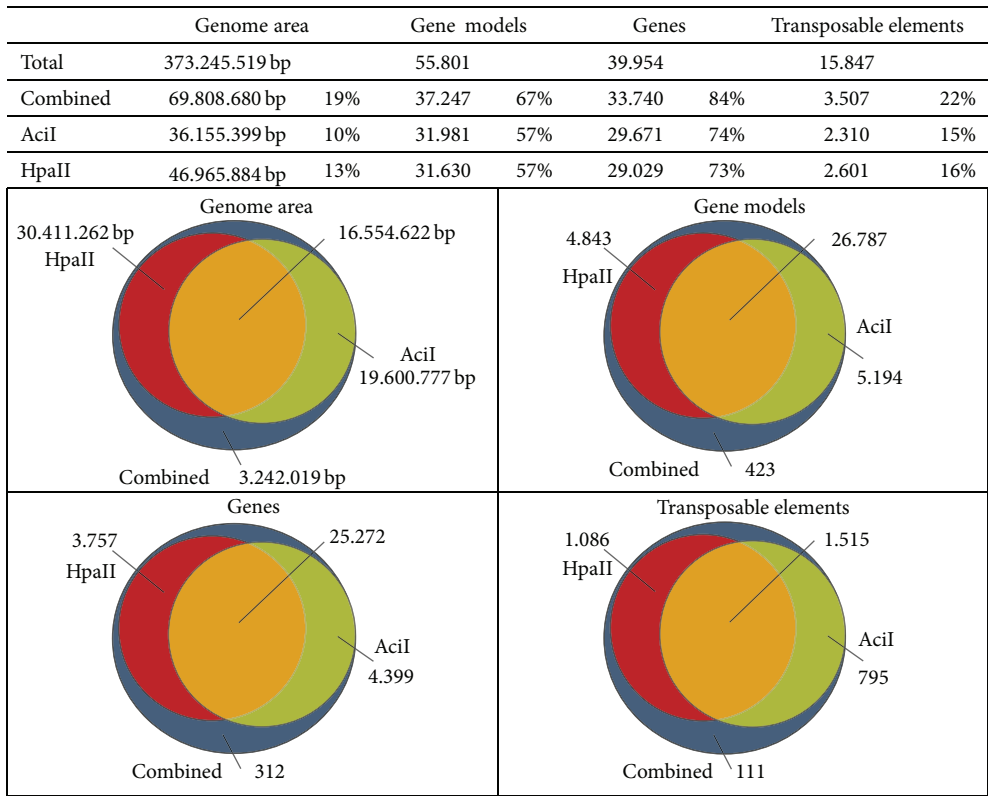 Genome area Gene models Genes Transposable elements
Total 373.245.519 bp 55.801 39.954 15.847
Combined 69.808.680 bp 19% 37.247 67% 33.740 84% 3.507 22%
AciI 36.155.399 bp 10% 31.981 57% 29.671 74% 2.310 15%
HpaII 46.965.884 bp 13% 31.630 57% 29.029 73% 2.601 16%
Genome area
30.411.262 bp
HpaII
16.554.622 bp
AciI
19.600.777 bp
Combined 3.242.019 bp
Gene models
4.843
HpaII
26.787
AciI
5.194
Combined 423
Genes
3.757
HpaII
25.272
AciI
4.399
Combined 312
Transposable elements
1.086
HpaII
1.515
AciI
795
Combined 111